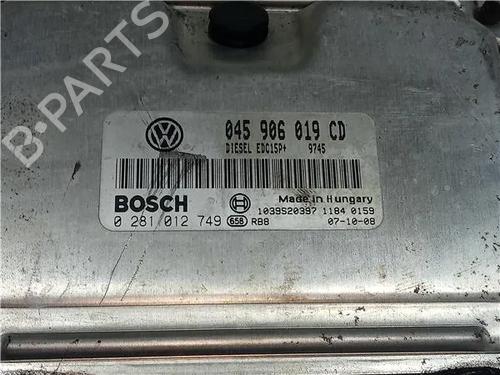 045 906 019 CD
DIESEL EDC15P+ 9745
BOSCH
Made in Hungary
0 281 012 749
658
RBB
1039S20397 1184 0159
07-10-08
B-PARTS